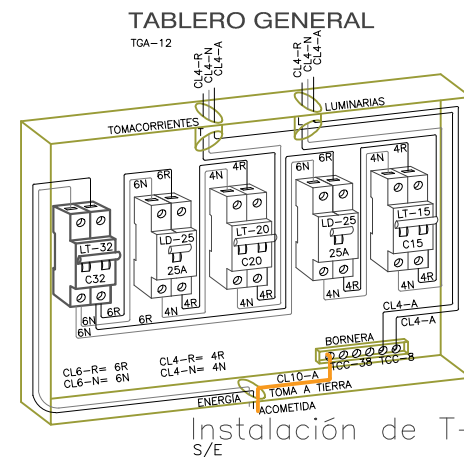 TABLERO GENERAL
TGA-12
CL4-R
CL4-N
CL4-A
CL4-R
CL4-N
CL4-A
TOMACORRIENTES
T
L
LUMINARIAS
6N
6R
4N
4R
6N
6R
4N
4R
LT-32
C32
LD-25
25A
LT-20
C20
LD-25
25A
LT-15
C15
6N
6R
6N
6R
4N
4R
4N
4R
4N
4R
4N
4R
CL4-A
CL4-A
BORNERA
TCC-38 TCC-8
CL6-R= 6R
CL6-N= 6N
CL4-R= 4R
CL4-N= 4N
CL10-A
TOMA A TIERRA
ENERGÍA
ACOMETIDA
Instalación de T-
S/E